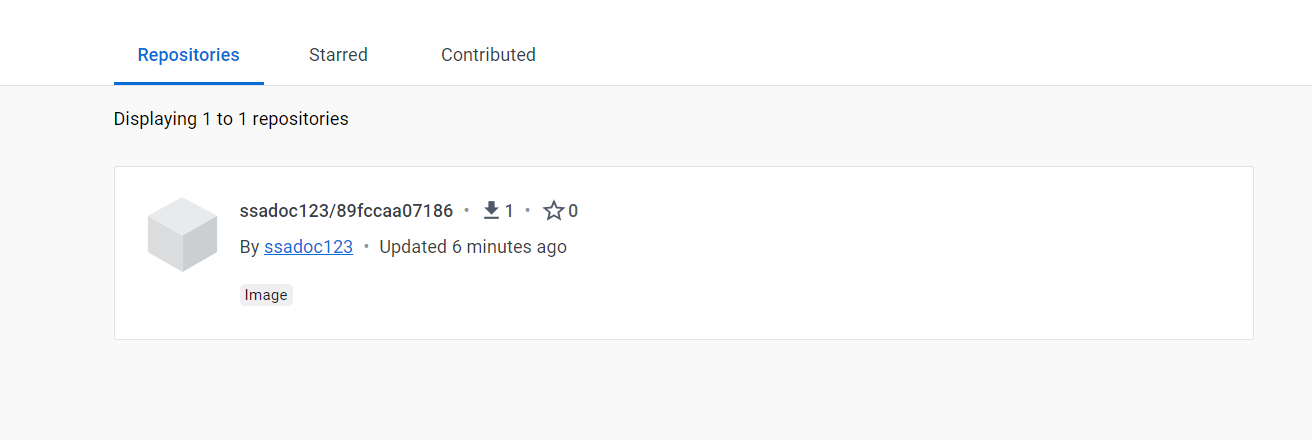 Repositories Starred Contributed
Displaying 1 to 1 repositories
ssadoc123/89fccaa07186 • 1 • 0
By ssadoc123 • Updated 6 minutes ago
Image